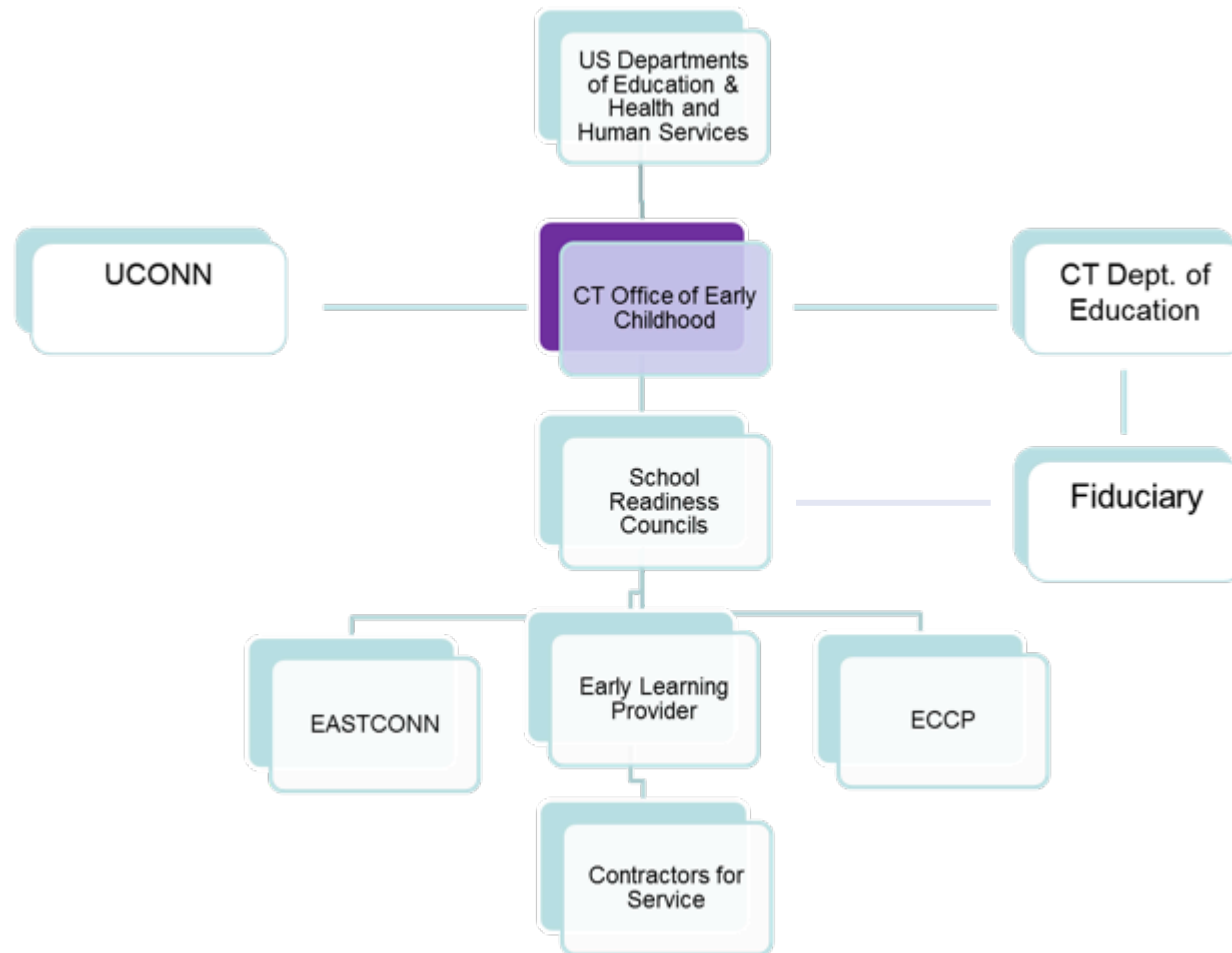 US Departments
of Education &
Health and
Human Services
UCONN
CT Office of Early
Childhood
CT Dept. of
Education
School
Readiness
Councils
Fiduciary
EASTCONN
Early Learning
Provider
ECCP
Contractors for
Service